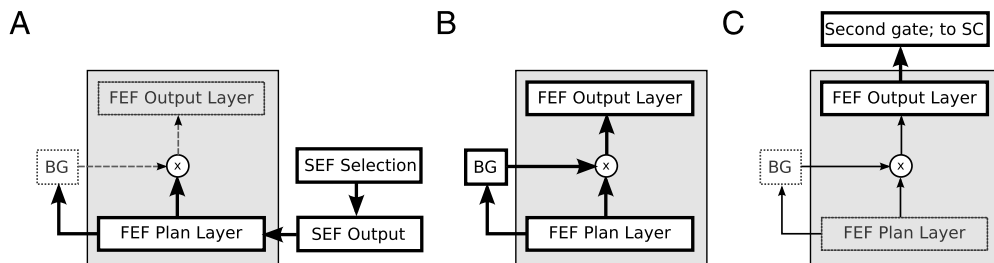 A
FEF Output Layer
BG
x
SEF Selection
FEF Plan Layer
SEF Output
B
FEF Output Layer
BG
x
FEF Plan Layer
C
Second gate; to SC
FEF Output Layer
BG
x
FEF Plan Layer